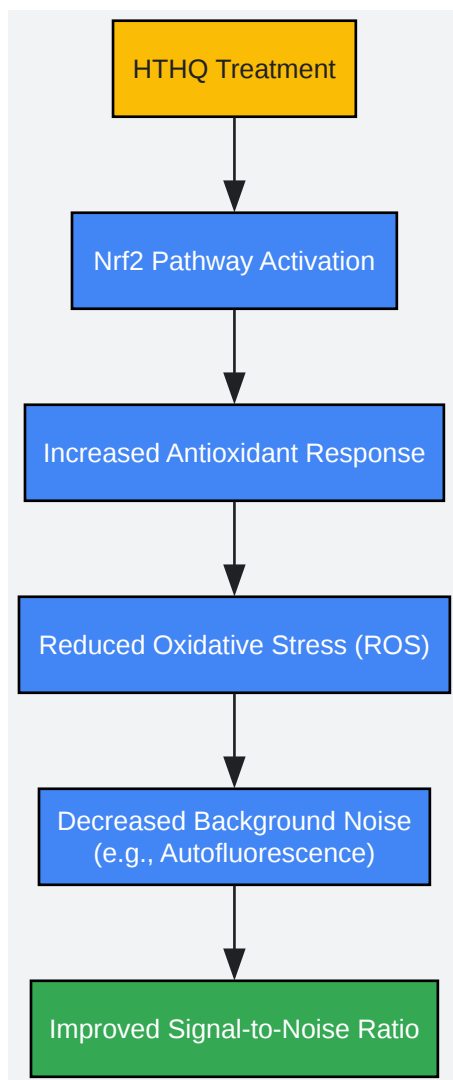 HTHQ Treatment
Nrf2 Pathway Activation
Increased Antioxidant Response
Reduced Oxidative Stress (ROS)
Decreased Background Noise
(e.g., Autofluorescence)
Improved Signal-to-Noise Ratio